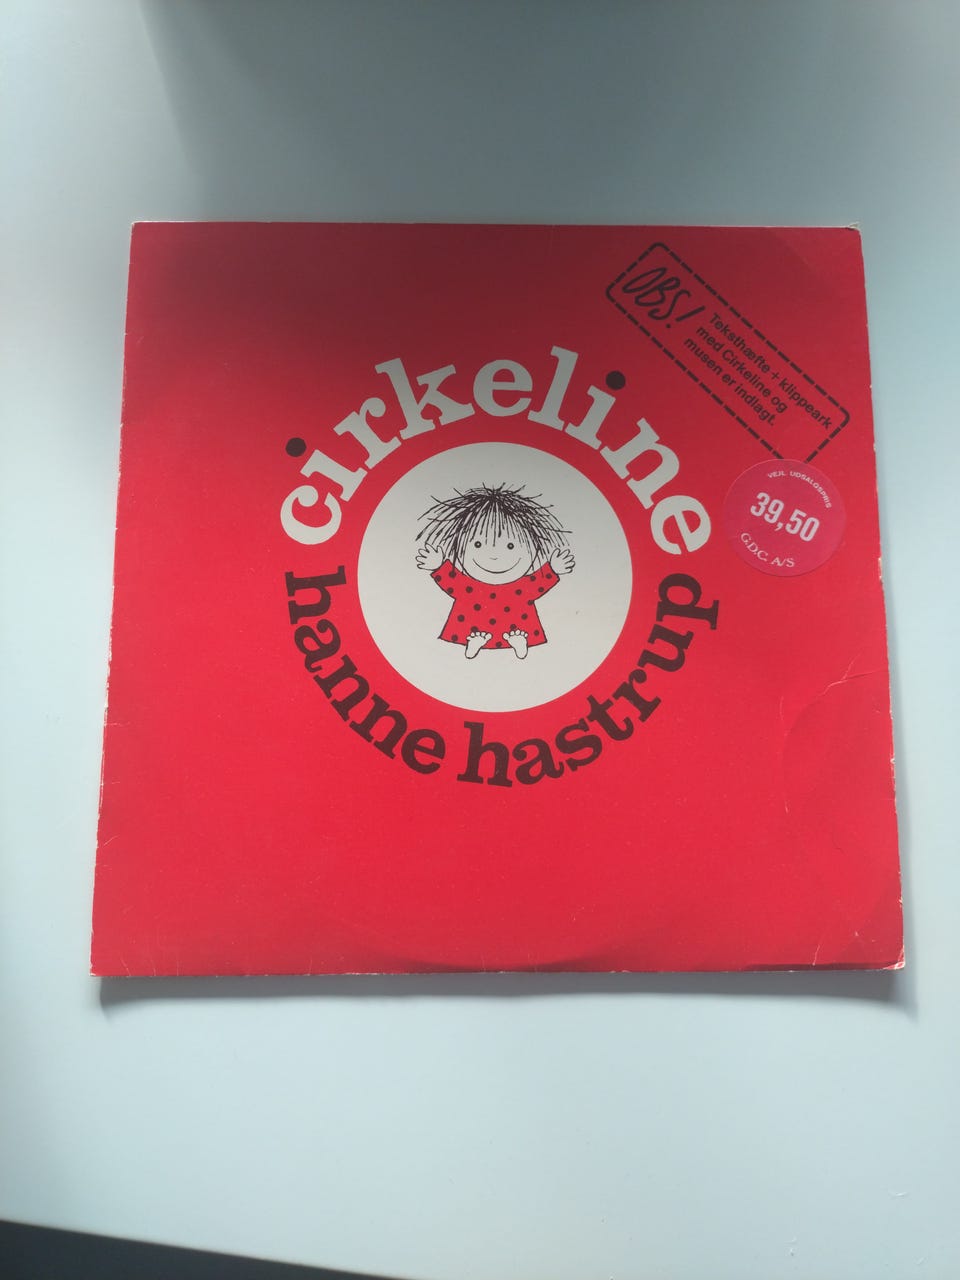 OBS!
Teksthæfte + klippeark
med Cirkeline og
musen er indlagt.
cirkeline
VEJL. UDSALGSPRIS
39,50
G.D.C. A/S
hanne hastrup